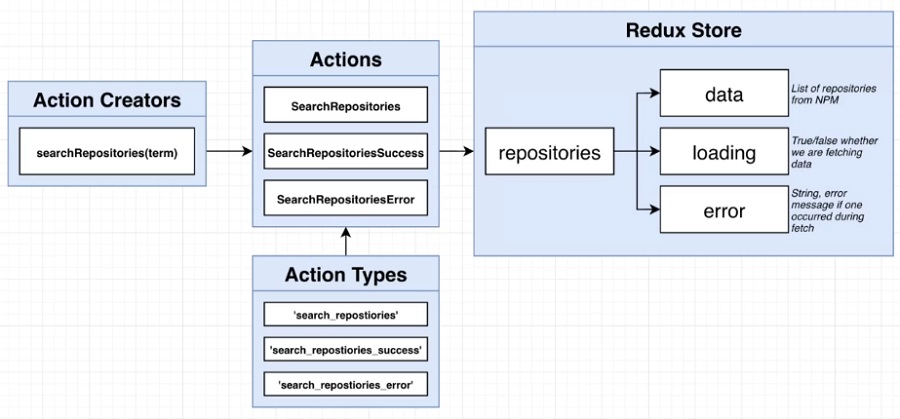 Action Creators
searchRepositories(term)
Actions
SearchRepositories
SearchRepositoriesSuccess
SearchRepositoriesError
Action Types
'search_repostiories'
'search_repostiories_success'
'search_repostiories_error'
Redux Store
repositories
data
List of repositories
from NPM
loading
True/false whether
we are fetching
data
error
String, error
message if one
occurred during
fetch